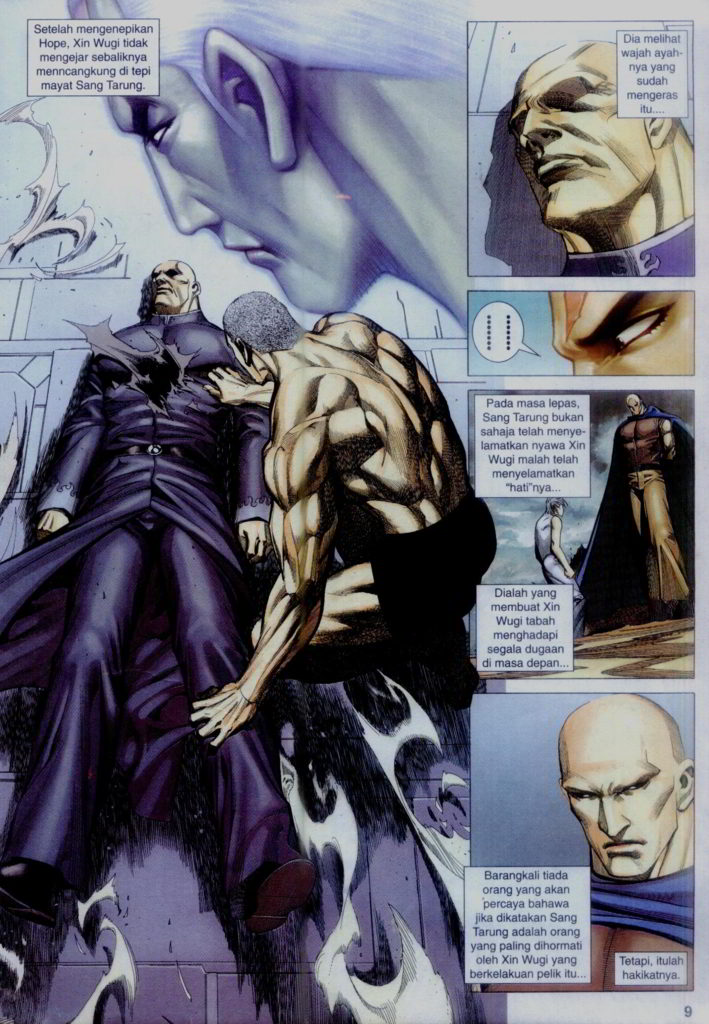 Setelah mengenepikan
Hope, Xin Wugi tidak
mengejar sebaliknya
menncangkung di tepi
mayat Sang Tarung.
Dia melihat
wajah ayah-
nya yang
sudah
mengeras
itu....
Pada masa lepas,
Sang Tarung bukan
sahaja telah menye-
lamatkan nyawa Xin
Wugi malah telah
menyelamatkan
"hati"nya...
Dialah yang
membuat Xin
Wugi tabah
menghadapi
segala dugaan
di masa depan...
Barangkali tiada
orang yang akan
percaya bahawa
jika dikatakan Sang
Tarung adalah orang
yang paling dihormati
oleh Xin Wugi yang
berkelakuan pelik itu...
Tetapi, itulah
hakikatnya.
9